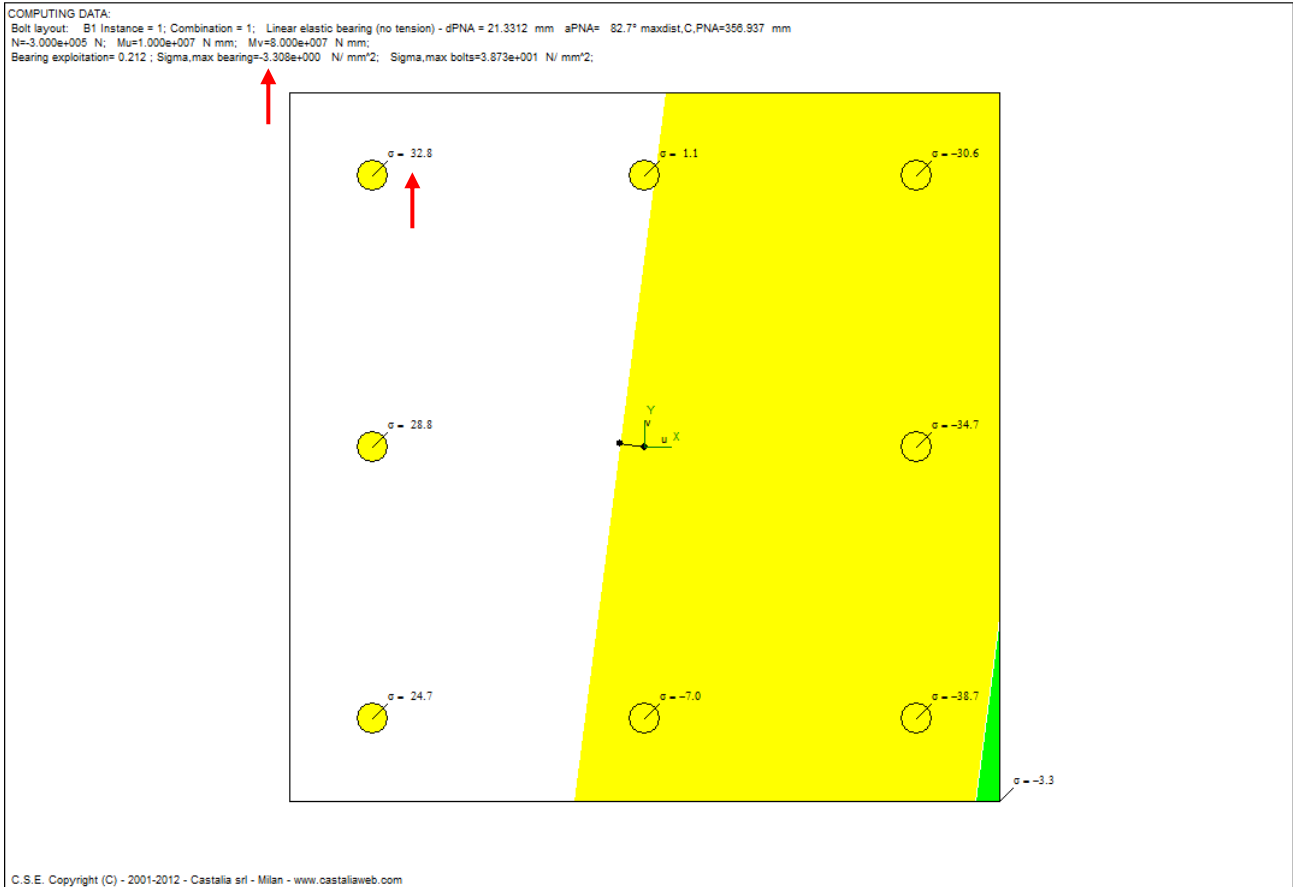 COMPUTING DATA:
Bolt layout: B1 Instance = 1; Combination = 1; Linear elastic bearing (no tension) - dPNA = 21.3312 mm aPNA= 82.7° maxdist,C,PNA=356.937 mm
N=-3.000e+005 N; Mu=1.000e+007 N mm; Mv=8.000e+007 N mm;
Bearing exploitation= 0.212 ; Sigma,max bearing=-3.308e+000 N/ mm^2; Sigma,max bolts=3.873e+001 N/ mm^2;
σ = 32.8
σ = 1.1
σ = -30.6
Y
v
u X
σ = 28.8
σ = -34.7
σ = 24.7
σ = -7.0
σ = -38.7
σ = -3.3
C.S.E. Copyright (C) - 2001-2012 - Castalia srl - Milan - www.castaliaweb.com